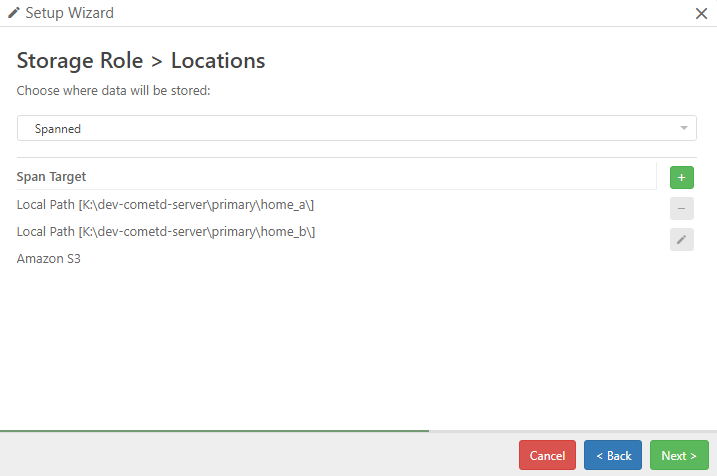 Setup Wizard
Storage Role > Locations
Choose where data will be stored:
Spanned
Span Target
Local Path [K:\dev-cometd-server\primary\home_a\]
Local Path [K:\dev-cometd-server\primary\home_b\]
Amazon S3
Cancel
< Back
Next >